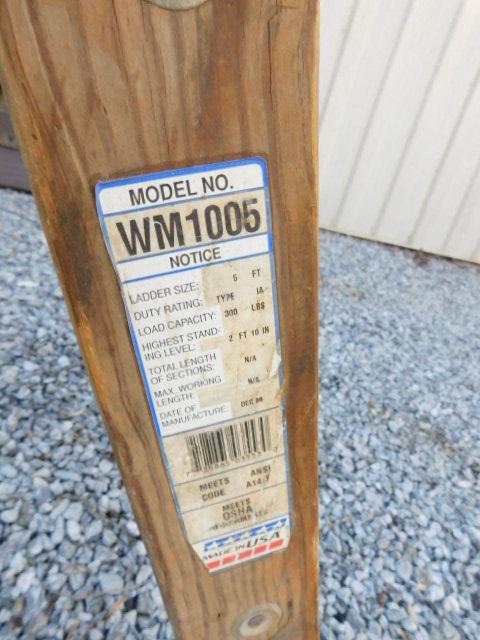 MODEL NO.
WM1005
NOTICE
LADDER SIZE: 5 FT
DUTY RATING: TYPE IA
LOAD CAPACITY: 300 LBS
HIGHEST STAND-
ING LEVEL: 2 FT 10 IN
TOTAL LENGTH
OF SECTIONS: N/A
MAX. WORKING
LENGTH: N/A
DATE OF
MANUFACTURE: DEC
MEETS ANSI
CODE A14.1
MEETS
OSHA
MADE IN USA